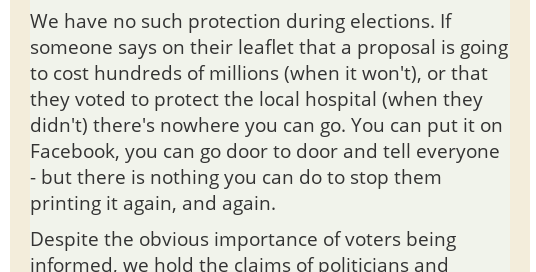 We have no such protection during elections. If
someone says on their leaflet that a proposal is going
to cost hundreds of millions (when it won't), or that
they voted to protect the local hospital (when they
didn't) there's nowhere you can go. You can put it on
Facebook, you can go door to door and tell everyone
- but there is nothing you can do to stop them
printing it again, and again.
Despite the obvious importance of voters being
informed, we hold the claims of politicians and